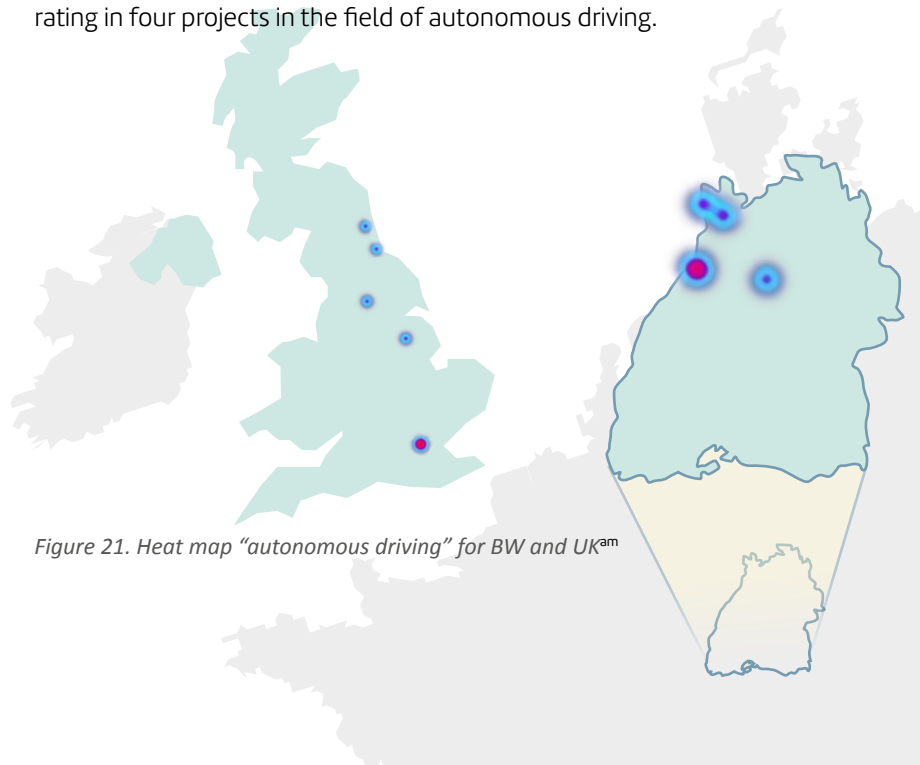 rating in four projects in the field of autonomous driving.
Figure 21. Heat map “autonomous driving” for BW and UKᵃᵐ